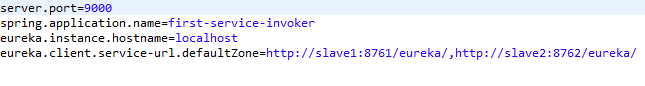 server.port=9000
spring.application.name=first-service-invoker
eureka.instance.hostname=localhost
eureka.client.service-url.defaultZone=http://slave1:8761/eureka/,http://slave2:8762/eureka/